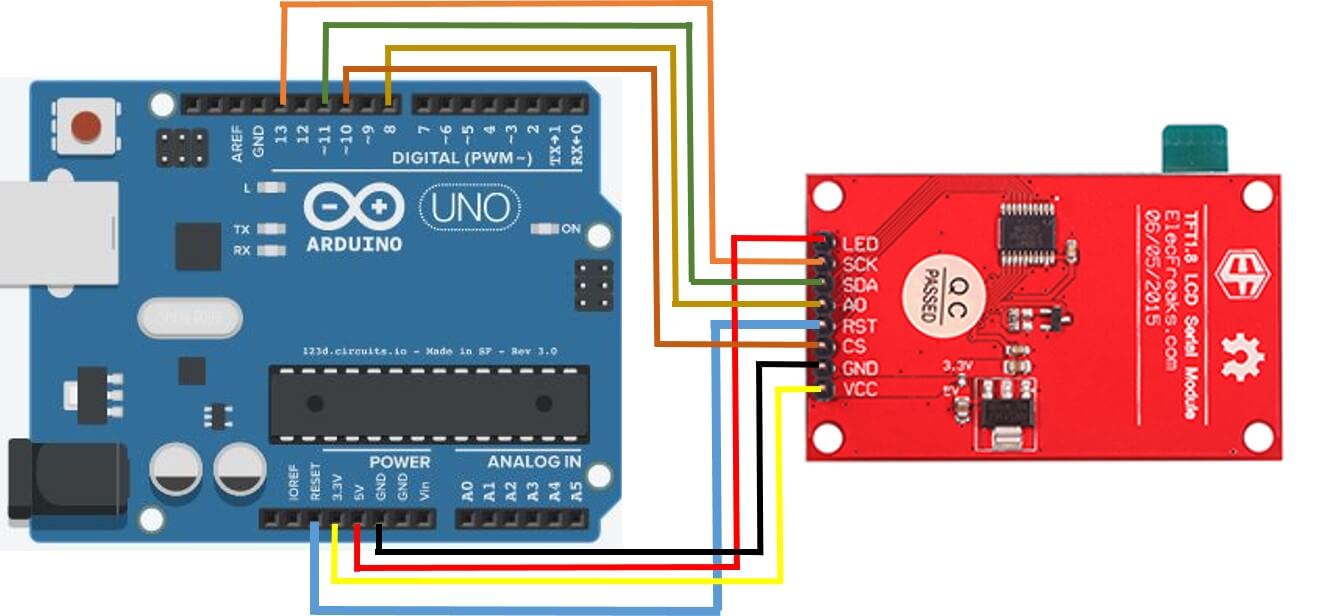 AREF
GND
13
12
~11
~10
~9
8
7
~6
~5
4
~3
2
TX→1
RX←0
DIGITAL (PWM ~)
L
TX
RX
ARDUINO
UNO
ON
123d.circuits.io - Made in SF - Rev 3.0
POWER
ANALOG IN
IOREF
RESET
3.3V
5V
GND
GND
Vin
A0
A1
A2
A3
A4
A5
LED
SCK
SDA
AO
RST
CS
GND
VCC
QC
PASSED
3.3V
5V
TFT1.8 LCD Serial Module
ElecFreaks.com
06/05/2015
EF